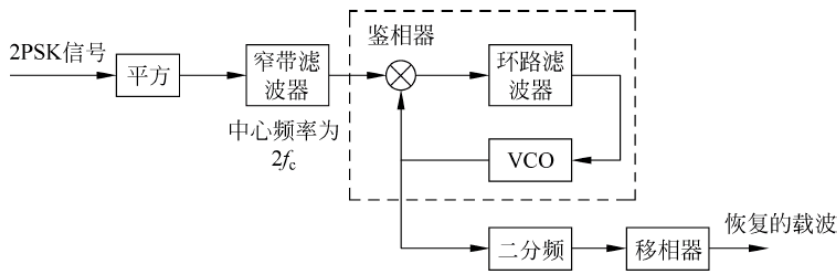 2PSK信号
平方
窄带滤
波器
中心频率为
2fc
鉴相器
环路滤
波器
VCO
二分频
移相器
恢复的载波